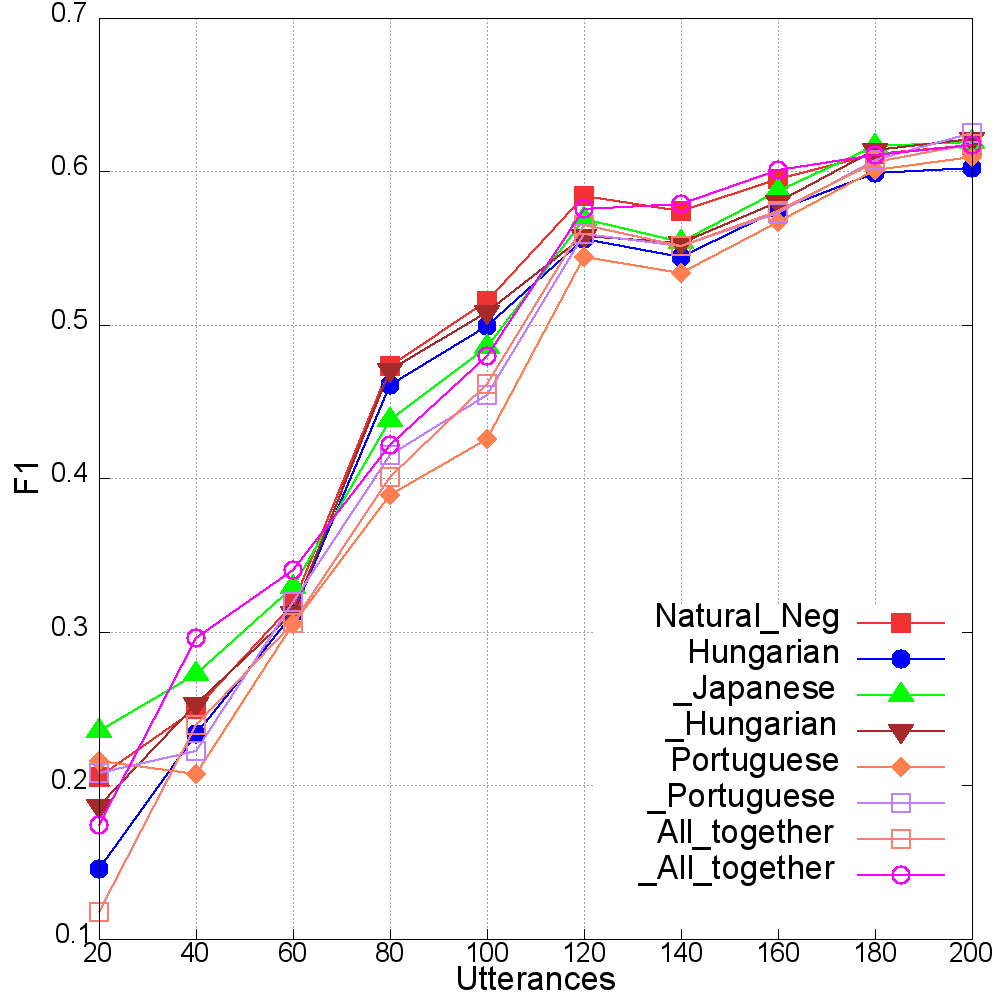 0.7
0.6
0.5
0.4
0.3
0.2
0.1
F1
Natural_Neg
Hungarian
_Japanese
_Hungarian
Portuguese
_Portuguese
All_together
_All_together
20 40 60 80 100 120 140 160 180 200
Utterances